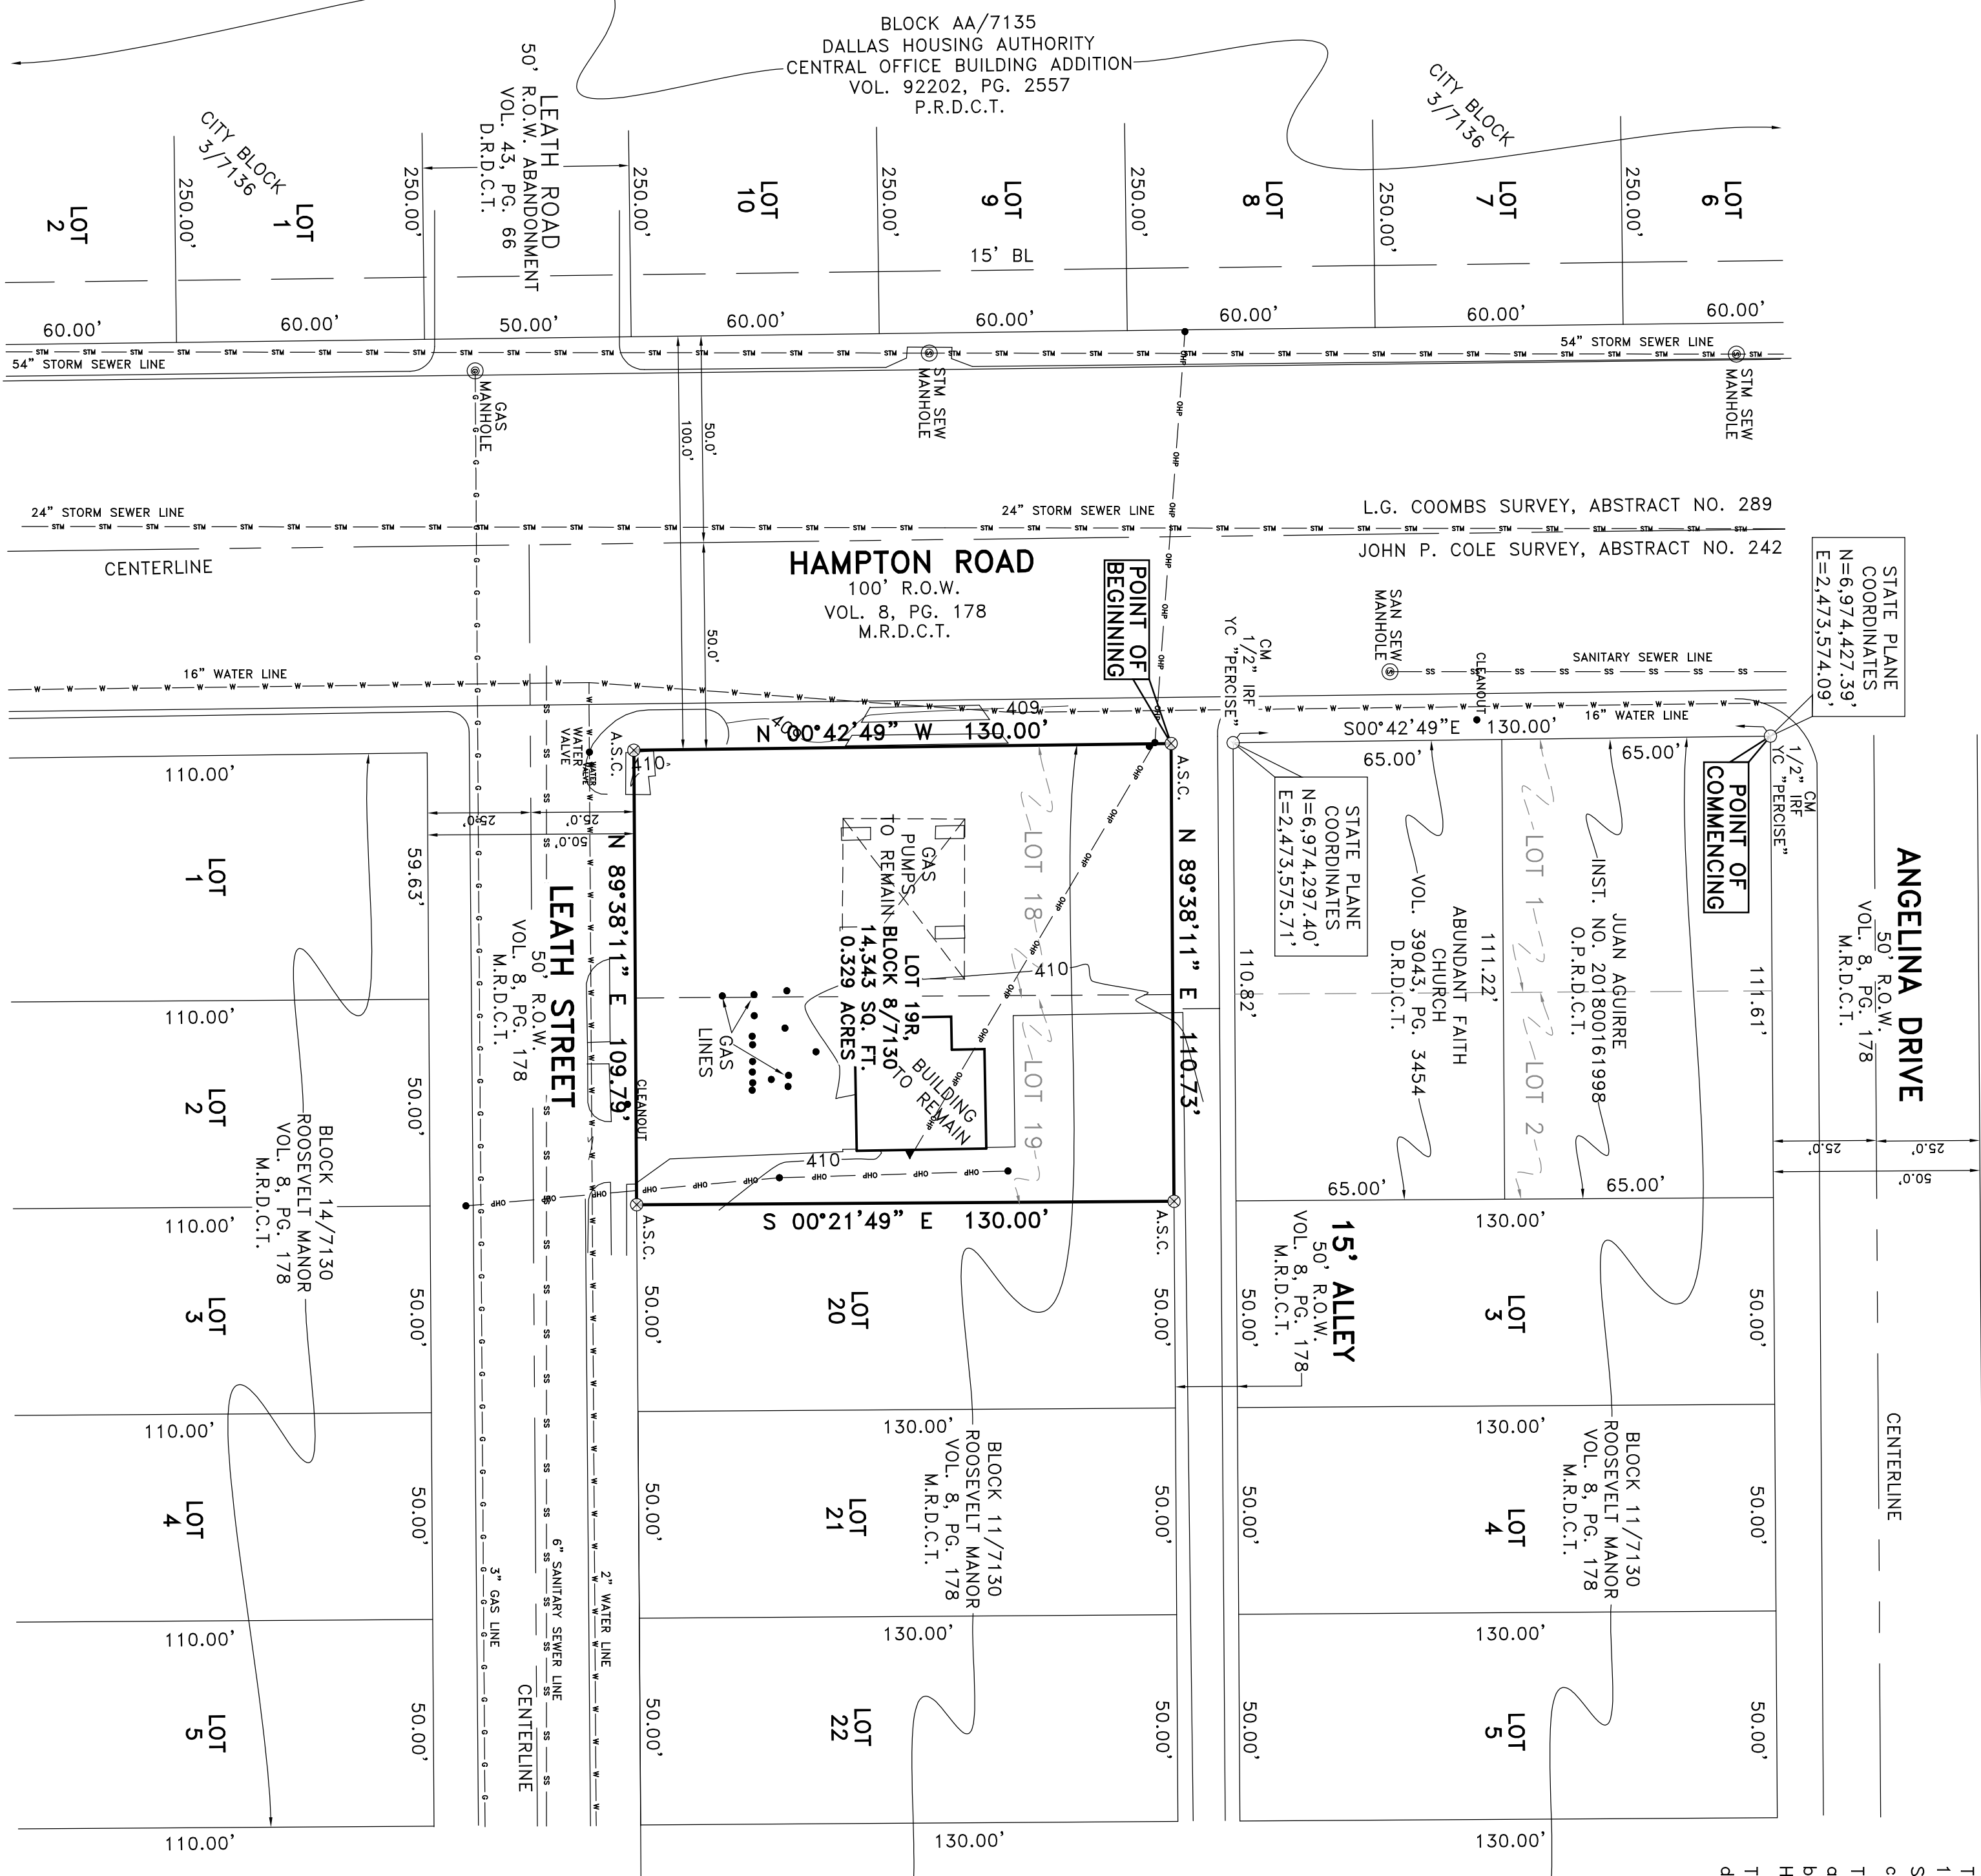 BLOCK AA/7135
DALLAS HOUSING AUTHORITY
CENTRAL OFFICE BUILDING ADDITION
VOL. 92202, PG. 2557
P.R.D.C.T.
CITY BLOCK
3/7136
CITY BLOCK
3/7136
LEATH ROAD
50' R.O.W. ABANDONMENT
VOL. 43, PG. 66
D.R.D.C.T.
LOT
2
250.00'
LOT
1
250.00'
250.00'
LOT
10
250.00'
LOT
9
250.00'
LOT
8
250.00'
LOT
7
250.00'
LOT
6
15' BL
60.00'
60.00'
50.00'
60.00'
60.00'
60.00'
60.00'
60.00'
54" STORM SEWER LINE
54" STORM SEWER LINE
GAS
MANHOLE
STM SEW
MANHOLE
STM SEW
MANHOLE
50.0'
100.0'
50.0'
24" STORM SEWER LINE
24" STORM SEWER LINE
L.G. COOMBS SURVEY, ABSTRACT NO. 289
JOHN P. COLE SURVEY, ABSTRACT NO. 242
CENTERLINE
HAMPTON ROAD
100' R.O.W.
VOL. 8, PG. 178
M.R.D.C.T.
POINT OF
BEGINNING
CM
1/2" IRF
YC "PERCISE"
SAN SEW
MANHOLE
CLEANOUT
SANITARY SEWER LINE
STATE PLANE
COORDINATES
N=6,974,427.39'
E=2,473,574.09'
16" WATER LINE
16" WATER LINE
409
409
N 00°42'49" W 130.00'
S00°42'49"E 130.00'
65.00'
65.00'
CM
1/2" IRF
YC "PERCISE"
POINT OF
COMMENCING
WATER
VALVE
WATER
VALVE
A.S.C.
410
A.S.C.
STATE PLANE
COORDINATES
N=6,974,297.40'
E=2,473,575.71'
110.00'
25.0'
25.0'
50.0'
59.63'
LOT
1
N 89°38'11" E 109.79'
LEATH STREET
50' R.O.W.
VOL. 8, PG. 178
M.R.D.C.T.
GAS
PUMPS
TO REMAIN
LOT 18
LOT 19R,
BLOCK 8/7130
14,343 SQ. FT.
0.329 ACRES
410
GAS
LINES
BUILDING
TO
REMAIN
LOT 19
N 89°38'11" E 110.73'
110.82'
ABUNDANT FAITH
CHURCH
VOL. 39043, PG. 3454
D.R.D.C.T.
111.22'
LOT 1
LOT 2
JUAN AGUIRRE
INST. NO. 201800161998
O.P.R.D.C.T.
111.61'
ANGELINA DRIVE
50' R.O.W.
VOL. 8, PG. 178
M.R.D.C.T.
25.0'
25.0'
50.0'
CLEANOUT
410
110.00'
LOT
2
50.00'
110.00'
BLOCK 14/7130
ROOSEVELT MANOR
VOL. 8, PG. 178
M.R.D.C.T.
A.S.C.
S 00°21'49" E 130.00'
A.S.C.
65.00'
65.00'
130.00'
15' ALLEY
50' R.O.W.
VOL. 8, PG. 178
M.R.D.C.T.
LOT
3
50.00'
50.00'
LOT
20
50.00'
50.00'
LOT
3
50.00'
CENTERLINE
110.00'
130.00'
130.00'
BLOCK 11/7130
ROOSEVELT MANOR
VOL. 8, PG. 178
M.R.D.C.T.
BLOCK 11/7130
ROOSEVELT MANOR
VOL. 8, PG. 178
M.R.D.C.T.
LOT
4
50.00'
50.00'
LOT
21
50.00'
50.00'
LOT
4
50.00'
3" GAS LINE
6" SANITARY SEWER LINE
2" WATER LINE
110.00'
130.00'
130.00'
LOT
5
50.00'
CENTERLINE
50.00'
LOT
22
50.00'
50.00'
LOT
5
50.00'
110.00'
130.00'
130.00'